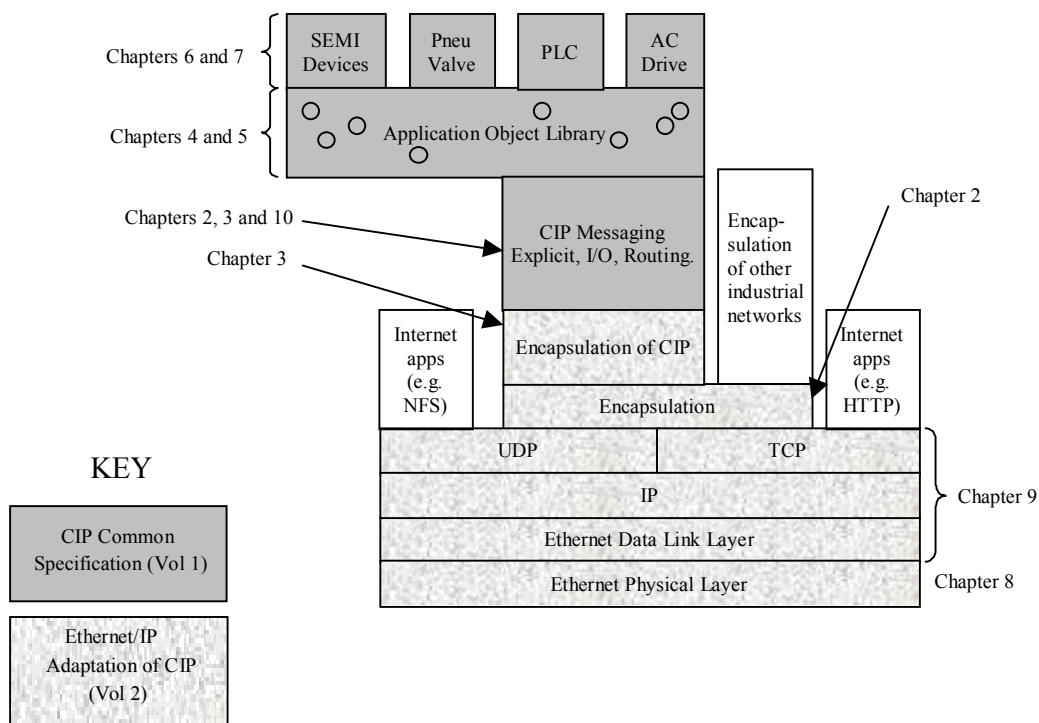 Chapters 6 and 7
SEMI
Devices
Pneu
Valve
PLC
AC
Drive
Chapters 4 and 5
Application Object Library
Chapters 2, 3 and 10
Chapter 3
CIP Messaging
Explicit, I/O, Routing.
Encap-
sulation
of other
industrial
networks
Chapter 2
Internet
apps
(e.g.
NFS)
Encapsulation of CIP
Internet
apps
(e.g.
HTTP)
Encapsulation
UDP
TCP
IP
Ethernet Data Link Layer
Chapter 9
Ethernet Physical Layer
Chapter 8
KEY
CIP Common
Specification (Vol 1)
Ethernet/IP
Adaptation of CIP
(Vol 2)